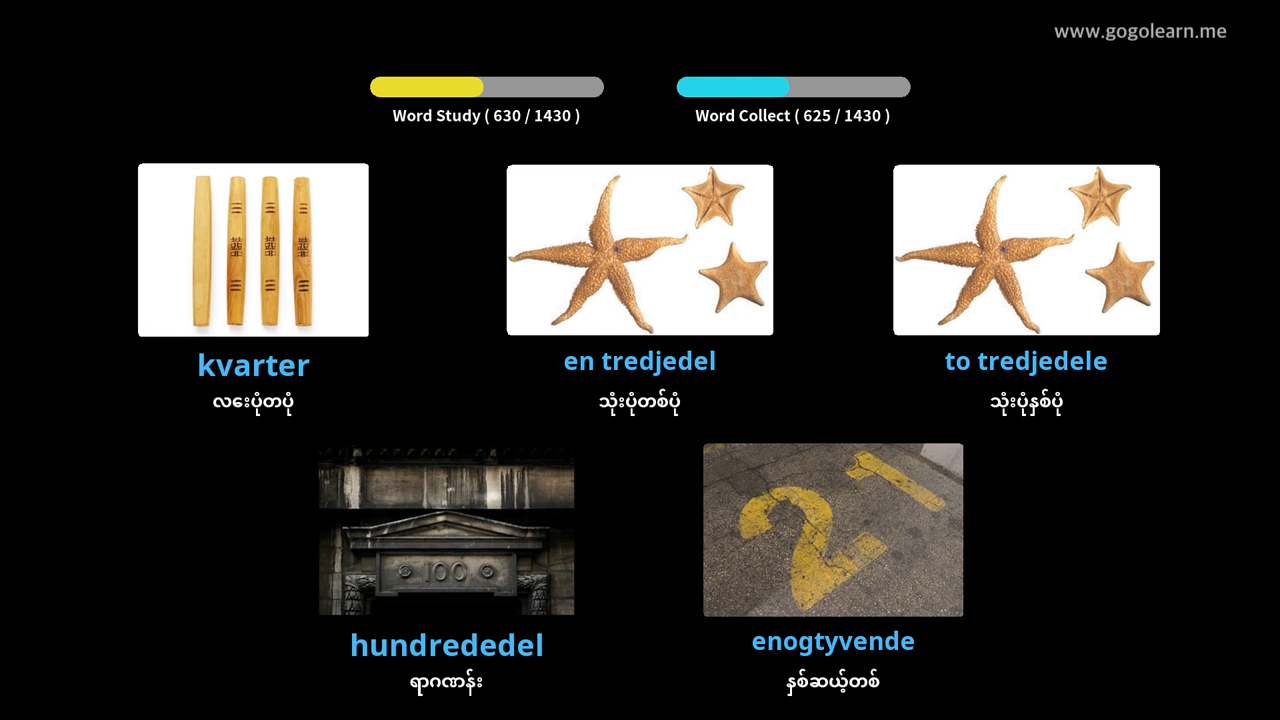 www.gogolearn.me
Word Study ( 630 / 1430 )
Word Collect ( 625 / 1430 )
kvarter
လေးပုံတပုံ
en tredjedel
သုံးပုံတစ်ပုံ
to tredjedele
သုံးပုံနှစ်ပုံ
100
21
hundrededel
ရာဂဏန်း
enogtyvende
နှစ်ဆယ့်တစ်